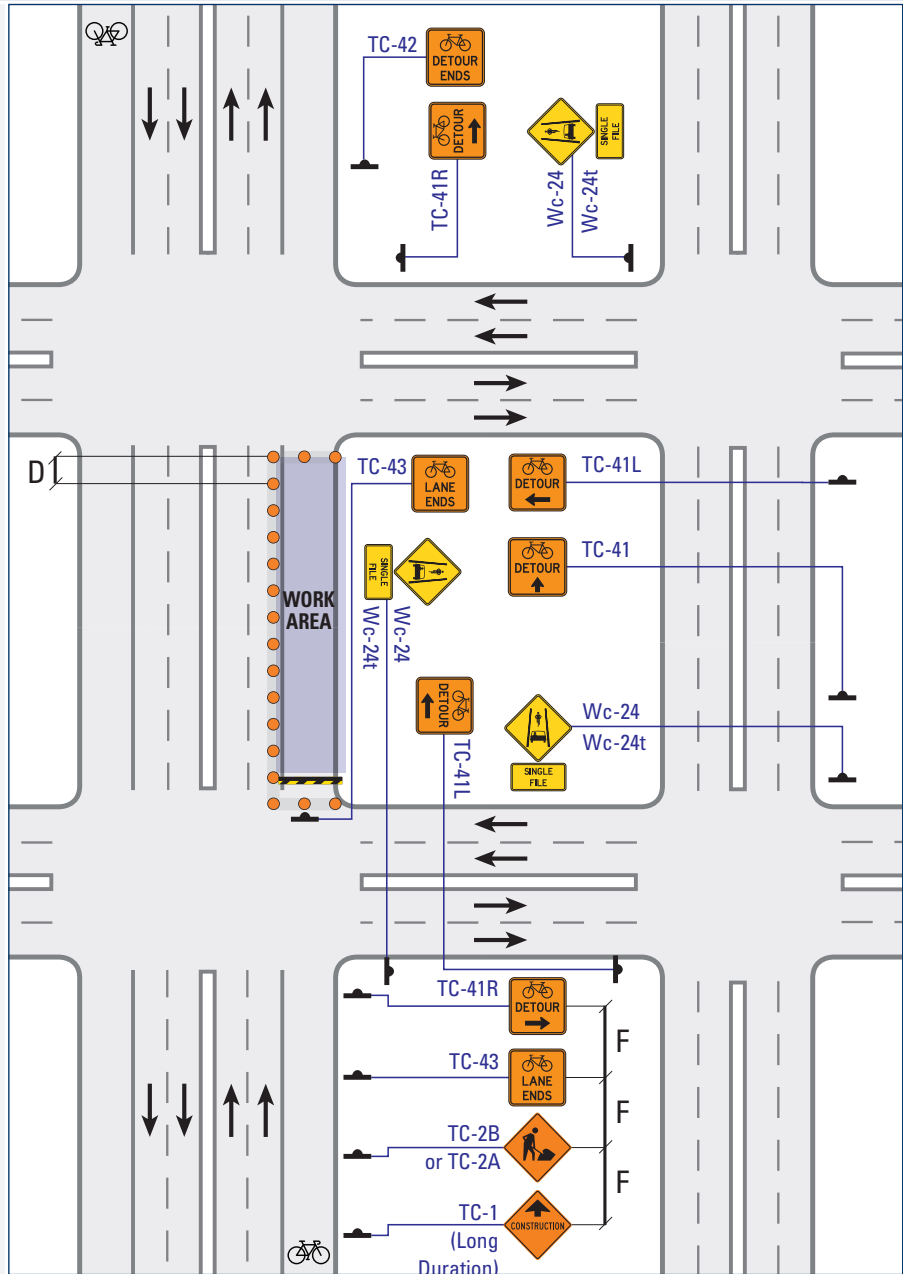 TC-42
DETOUR
ENDS
DETOUR
TC-41R
SINGLE
FILE
Wc-24
Wc-24t
D
TC-43
LANE
ENDS
TC-41L
DETOUR
TC-41
DETOUR
SINGLE
FILE
WORK
AREA
Wc-24t
Wc-24
DETOUR
TC-41L
Wc-24
Wc-24t
SINGLE
FILE
TC-41R
DETOUR
F
TC-43
LANE
ENDS
F
TC-2B
or TC-2A
F
TC-1
(Long
Duration)
CONSTRUCTION